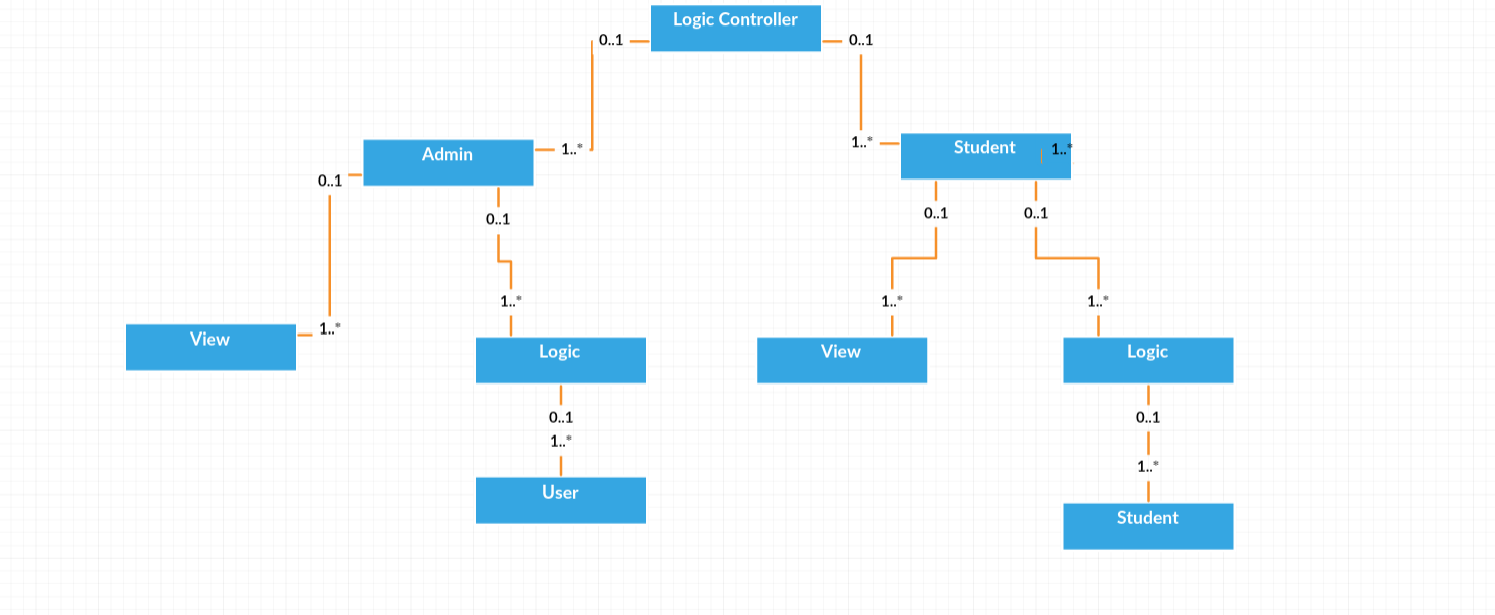 Logic Controller
0..1
0..1
1..*
Student
1..*
Admin
1..*
0..1
0..1
0..1
0..1
1..*
1..*
1..*
1..*
View
Logic
View
Logic
0..1
0..1
1..*
1..*
User
Student